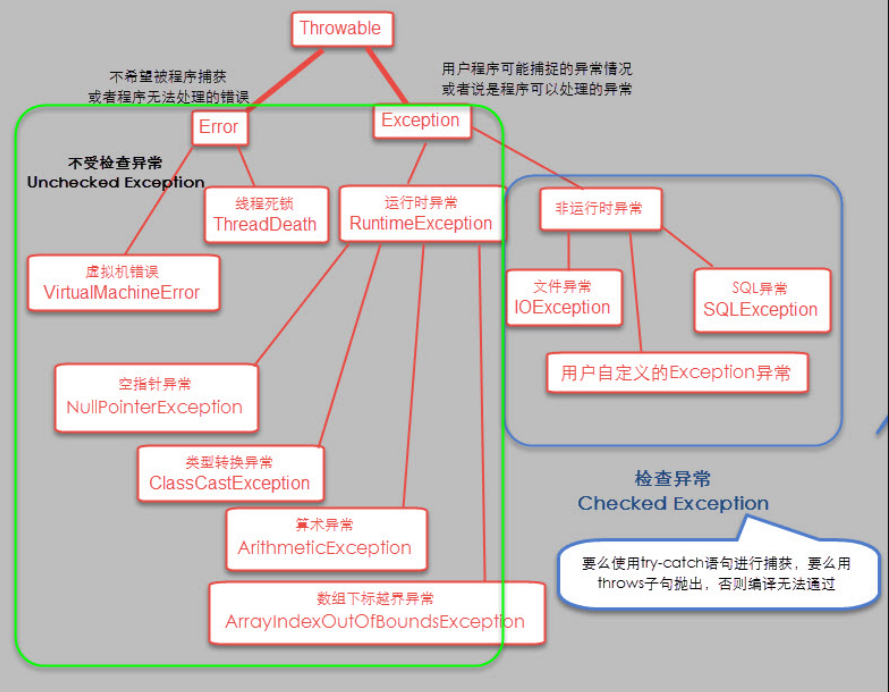 Throwable
不希望被程序捕获
或者程序无法处理的错误
用户程序可能捕捉的异常情况
或者说是程序可以处理的异常
Error
Exception
不受检查异常
Unchecked Exception
线程死锁
ThreadDeath
运行时异常
RuntimeException
非运行时异常
虚拟机错误
VirtualMachineError
文件异常
IOException
SQL异常
SQLException
用户自定义的Exception异常
空指针异常
NullPointerException
类型转换异常
ClassCastException
检查异常
Checked Exception
算术异常
ArithmeticException
要么使用try-catch语句进行捕获，要么用
throws子句抛出，否则编译无法通过
数组下标越界异常
ArrayIndexOutOfBoundsException